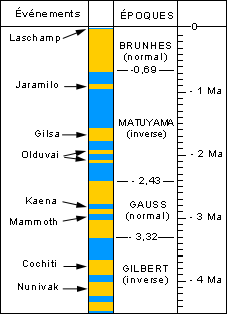 Événements ÉPOQUES
0
Laschamp
BRUNHES
(normal)
-0,69
Jaramilo
- 1 Ma
MATUYAMA
(inverse)
Gilsa
Olduvai
- 2 Ma
- 2,43
Kaena
GAUSS
(normal)
Mammoth
- 3 Ma
- 3,32
Cochiti
GILBERT
(inverse)
Nunivak
- 4 Ma